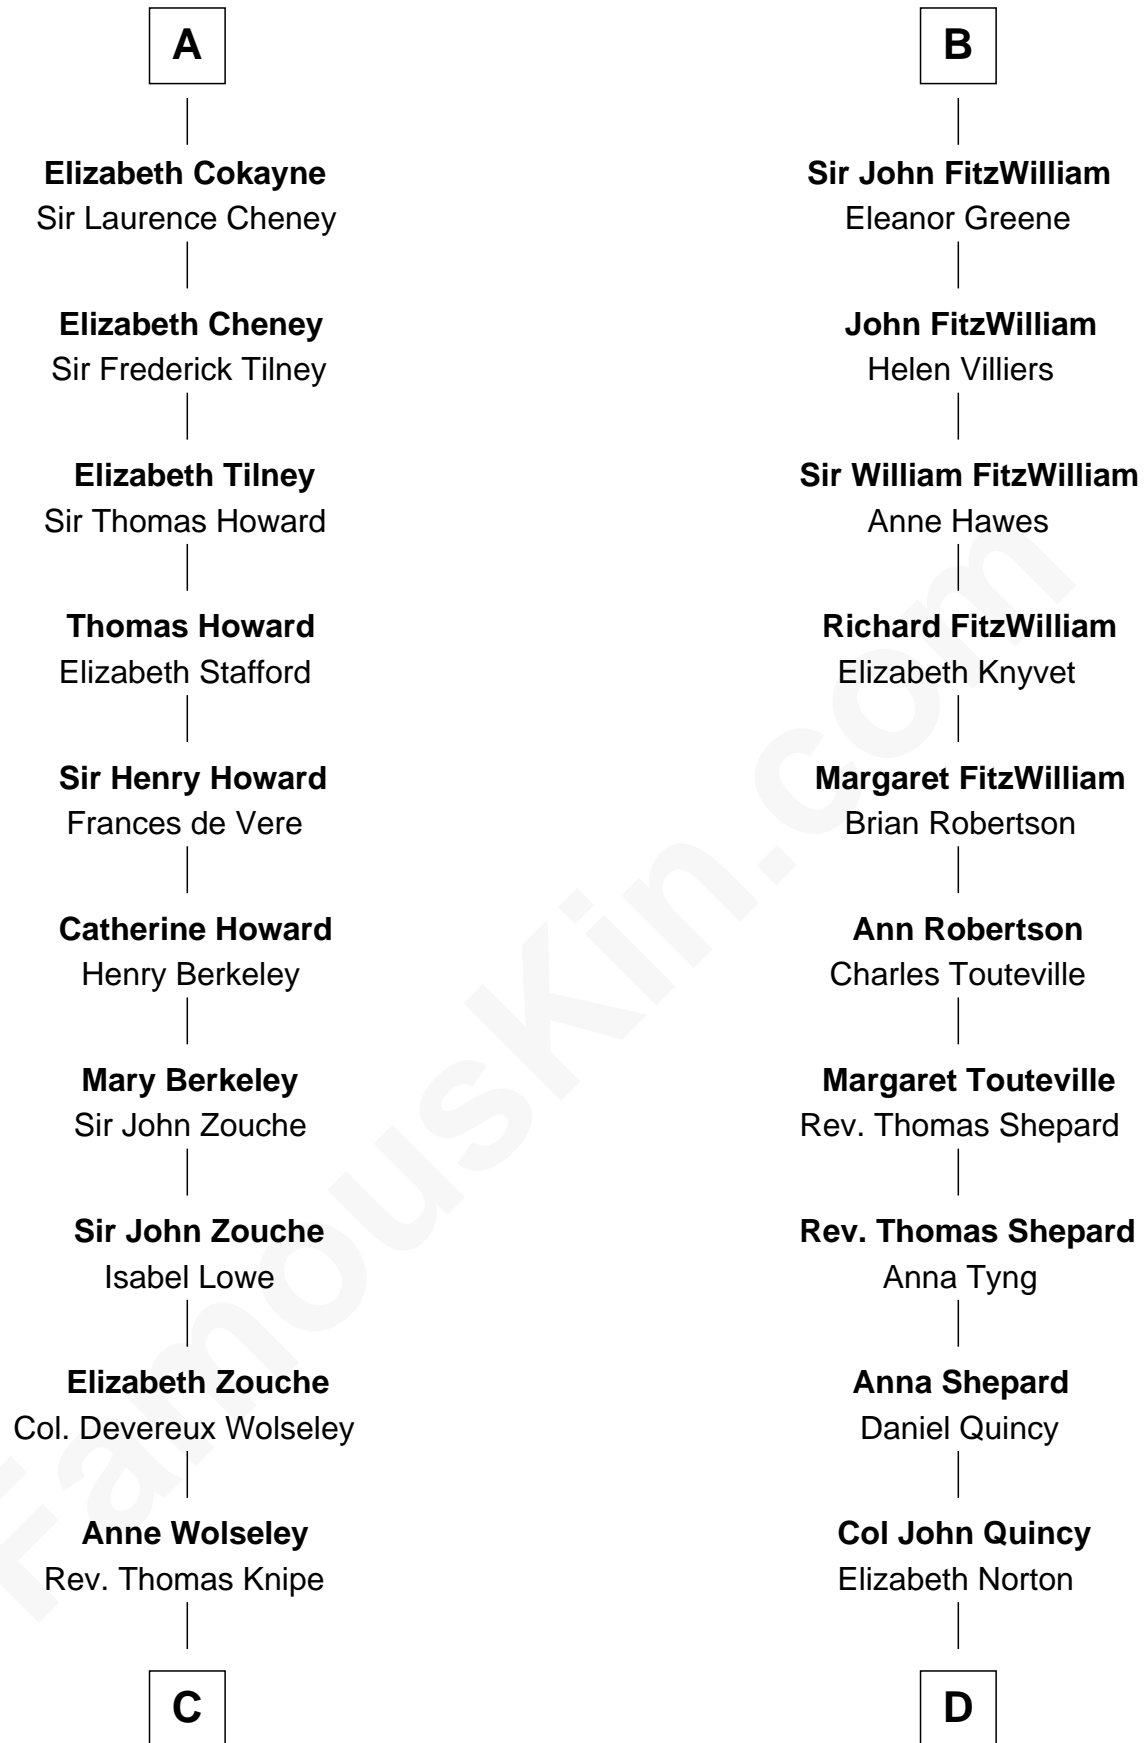 A
Elizabeth Cokayne
Sir Laurence Cheney
Elizabeth Cheney
Sir Frederick Tilney
Elizabeth Tilney
Sir Thomas Howard
Thomas Howard
Elizabeth Stafford
Sir Henry Howard
Frances de Vere
Catherine Howard
Henry Berkeley
Mary Berkeley
Sir John Zouche
Sir John Zouche
Isabel Lowe
Elizabeth Zouche
Col. Devereux Wolseley
Anne Wolseley
Rev. Thomas Knipe
C
B
Sir John FitzWilliam
Eleanor Greene
John FitzWilliam
Helen Villiers
Sir William FitzWilliam
Anne Hawes
Richard FitzWilliam
Elizabeth Knyvet
Margaret FitzWilliam
Brian Robertson
Ann Robertson
Charles Touteville
Margaret Touteville
Rev. Thomas Shepard
Rev. Thomas Shepard
Anna Tyng
Anna Shepard
Daniel Quincy
Col John Quincy
Elizabeth Norton
D
FamousKin.com